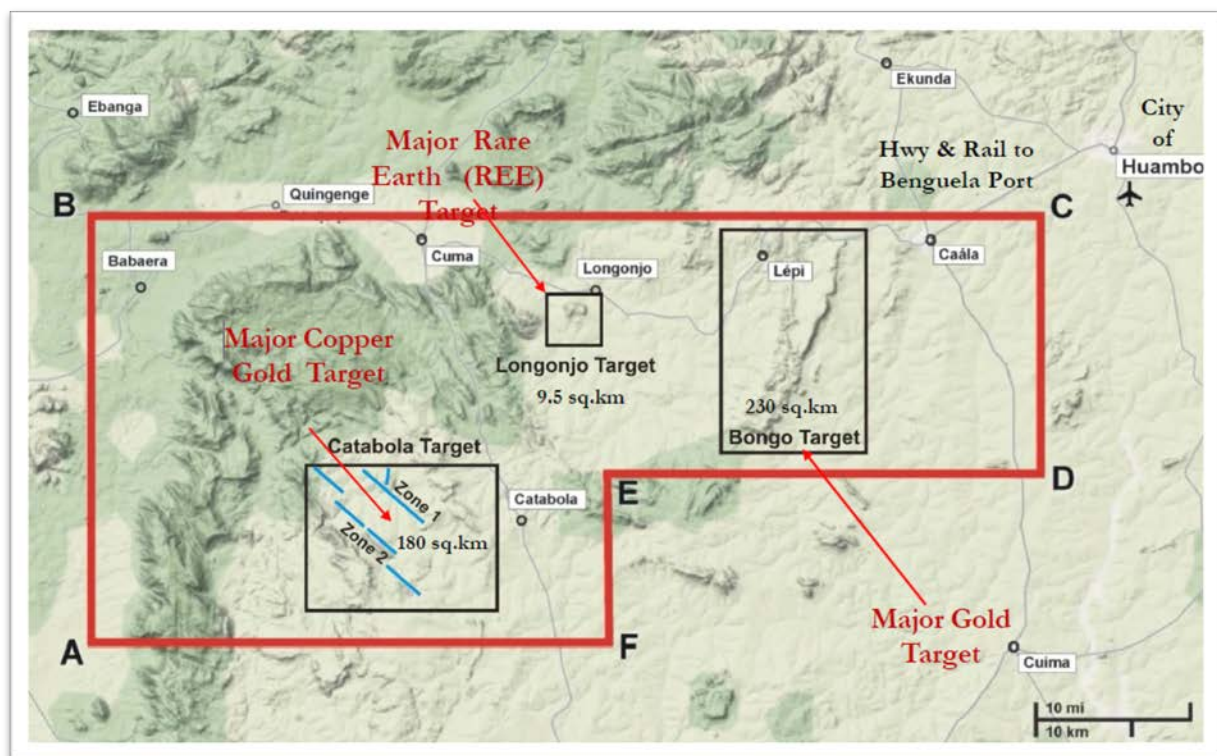 Ebanga
Ekunda
City
of
Huambo
Hwy & Rail to
Benguela Port
Major Rare
Earth (REE)
Target
Quingenge
B
C
Babaera
Cuma
Longonjo
Lépi
Caála
Major Copper
Gold Target
Longonjo Target
9.5 sq.km
230 sq.km
Bongo Target
Catabola Target
Zone 1
Zone 2
180 sq.km
Catabola
E
D
A
F
Major Gold
Target
Cuima
10 mi
10 km